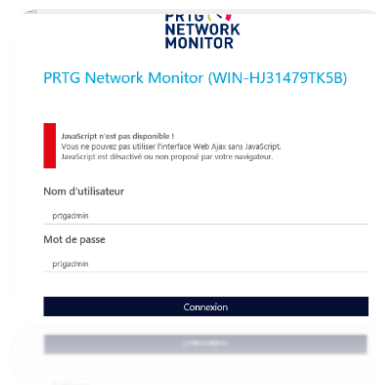 PRTG
NETWORK
MONITOR
PRTG Network Monitor (WIN-HJ31479TK5B)
JavaScript n'est pas disponible !
Vous ne pouvez pas utiliser l'interface Web Ajax sans JavaScript.
JavaScript est désactivé ou non proposé par votre navigateur.
Nom d'utilisateur
prtgadmin
Mot de passe
prtgadmin
Connexion